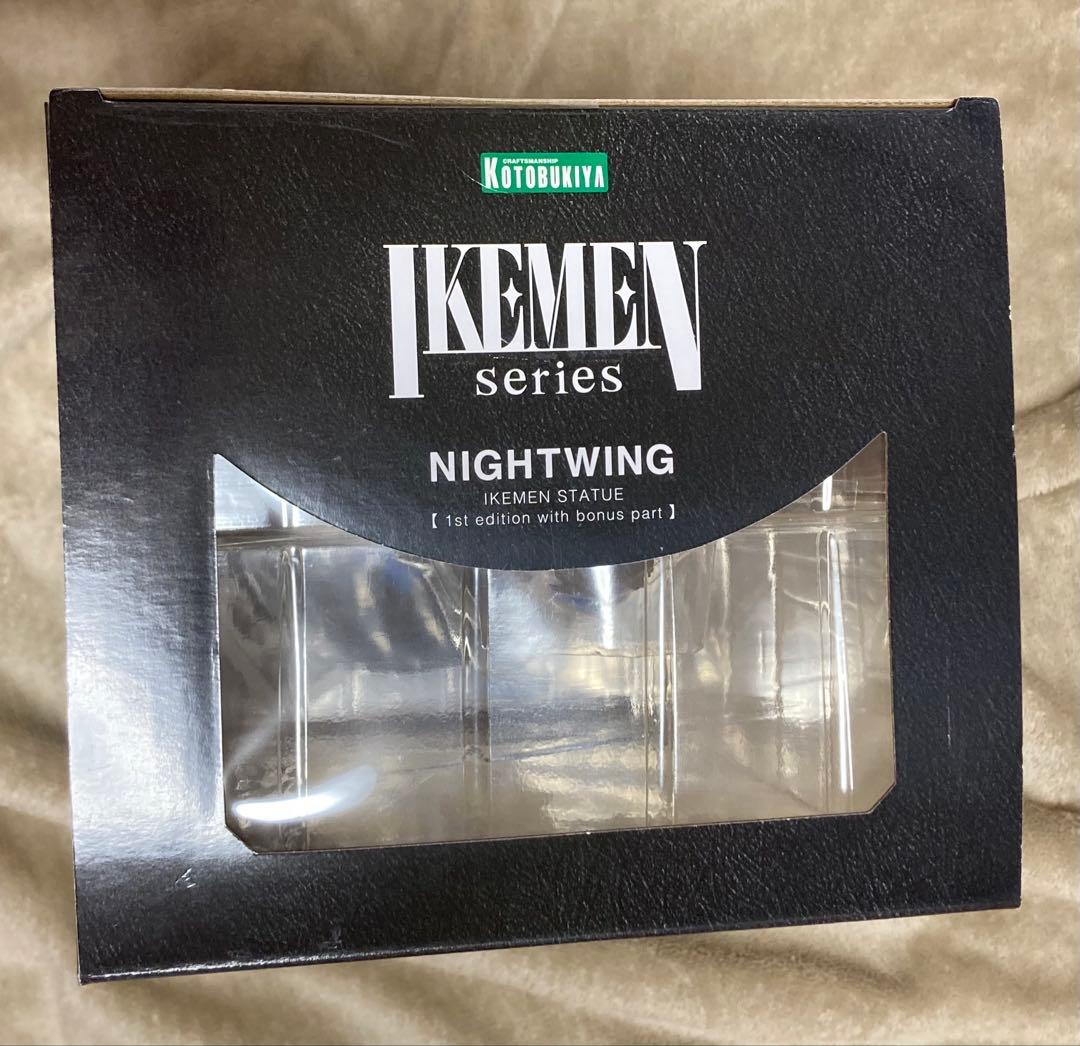 CRAFTSMANSHIP
KOTOBUKIYA
IKEMEN
series
NIGHTWING
IKEMEN STATUE
【 1st edition with bonus part 】